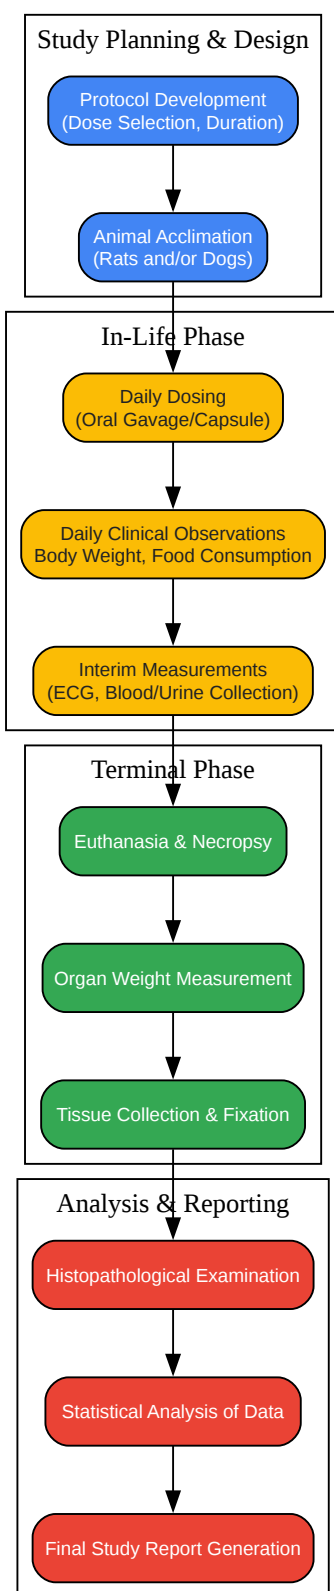 Study Planning & Design
Protocol Development
(Dose Selection, Duration)
Animal Acclimation
(Rats and/or Dogs)
In-Life Phase
Daily Dosing
(Oral Gavage/Capsule)
Daily Clinical Observations
Body Weight, Food Consumption
Interim Measurements
(ECG, Blood/Urine Collection)
Terminal Phase
Euthanasia & Necropsy
Organ Weight Measurement
Tissue Collection & Fixation
Analysis & Reporting
Histopathological Examination
Statistical Analysis of Data
Final Study Report Generation